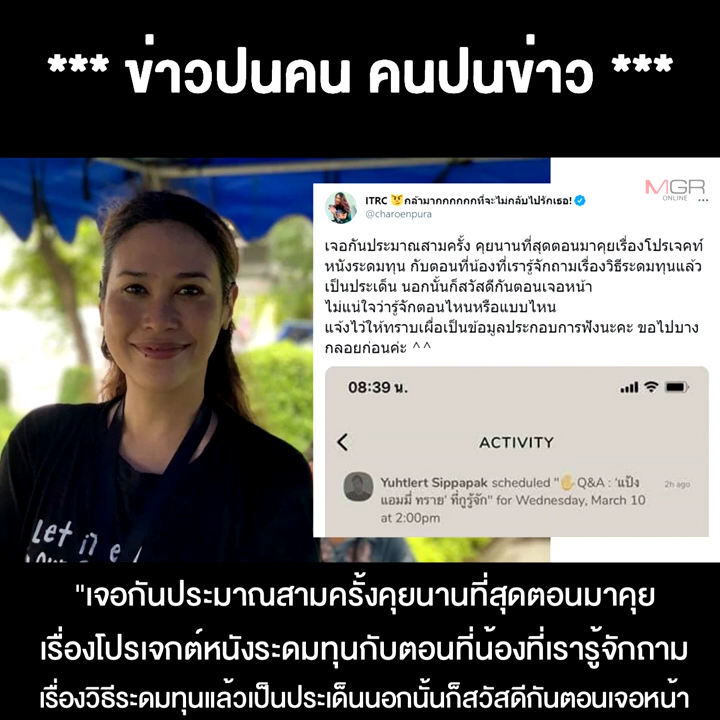 *** ข่าวปนคน คนปนข่าว ***
MGR
ONLINE
ITRC 😼กล้ามากกกกกกที่จะไม่กลับไปรักเธอ!
@charoenpura
เจอกันประมาณสามครั้ง คุยนานที่สุดตอนมาคุยเรื่องโปรเจคท์
หนังระดมทุน กับตอนที่น้องที่เรารู้จักถามเรื่องวิธีระดมทุนแล้ว
เป็นประเด็น นอกนั้นก็สวัสดีกันตอนเจอหน้า
ไม่แน่ใจว่ารู้จักตอนไหนหรือแบบไหน
แจ้งไว้ให้ทราบเผื่อเป็นข้อมูลประกอบการฟังนะคะ ขอไปบาง
กลอยก่อนค่ะ ^^
08:39 น.
ACTIVITY
Yuhtlert Sippapak scheduled "✋Q&A : 'แป้ง
แอมมี่ ทราย' ที่กูรู้จัก" for Wednesday, March 10
at 2:00pm
2h ago
Let
"เจอกันประมาณสามครั้งคุยนานที่สุดตอนมาคุย
เรื่องโปรเจกต์หนังระดมทุนกับตอนที่น้องที่เรารู้จักถาม
เรื่องวิธีระดมทุนแล้วเป็นประเด็นนอกนั้นก็สวัสดีกันตอนเจอหน้า